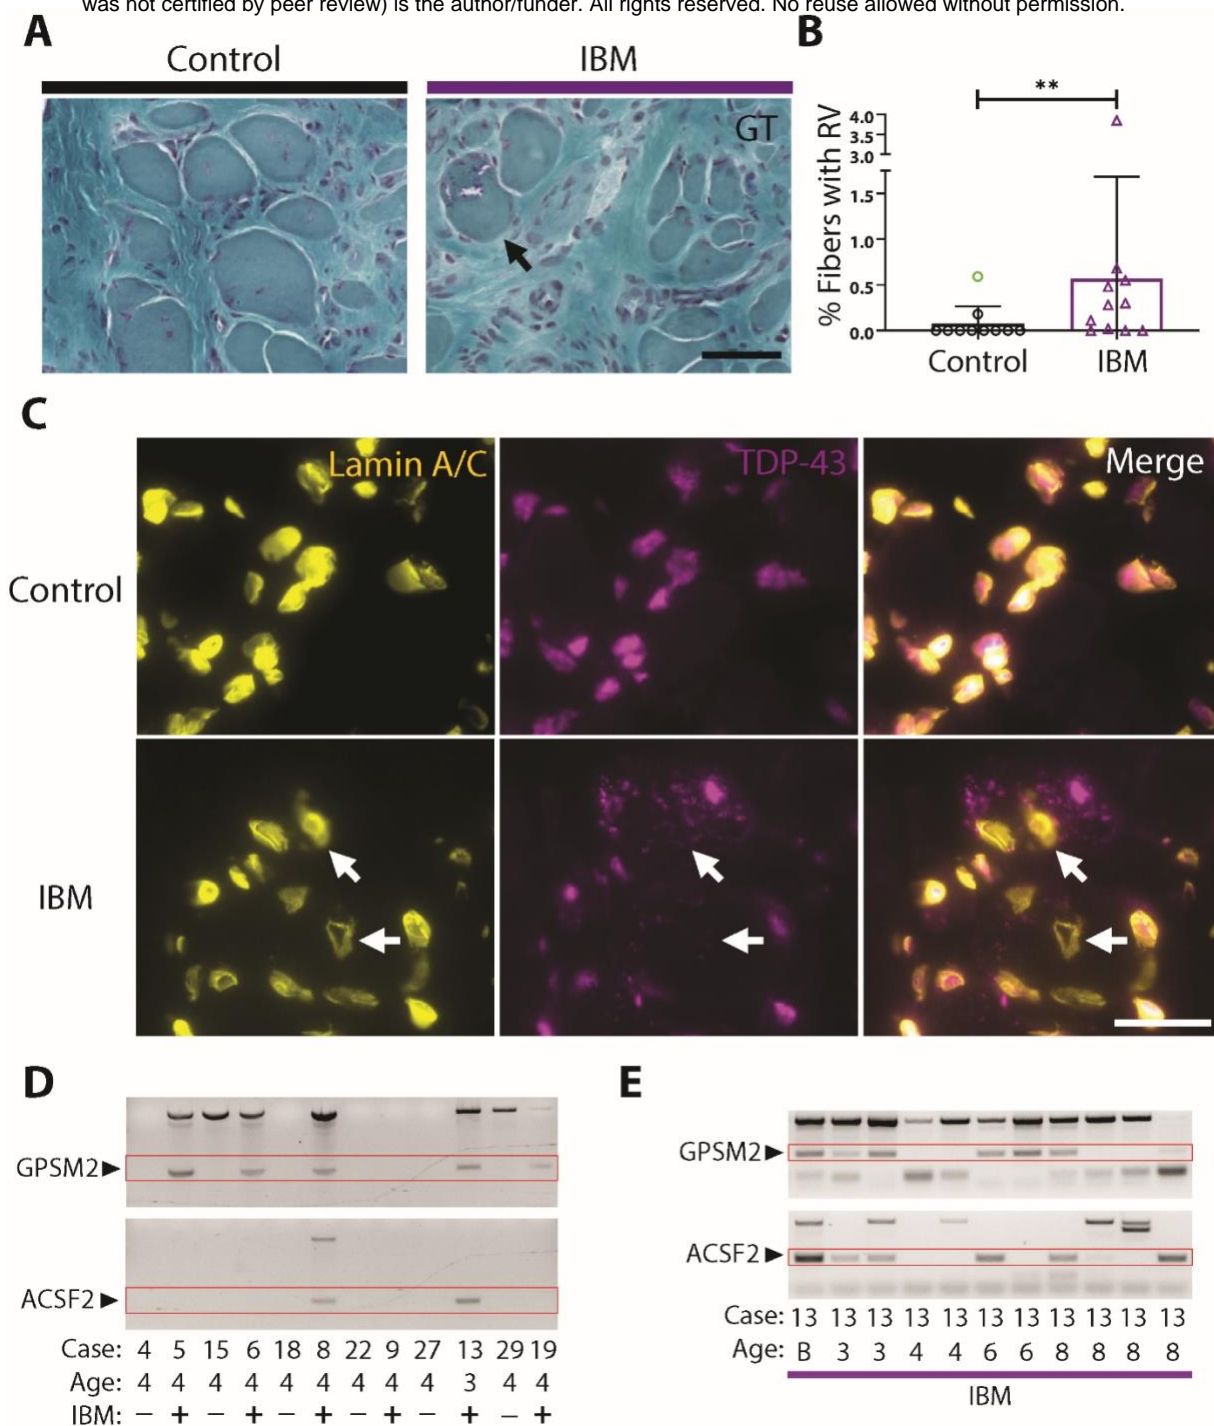 was not certified by peer review) is the author/funder. All rights reserved. No reuse allowed without permission.
A
B
Control
IBM
GT
**
% Fibers with RV
4.0
3.5
3.0
1.5
1.0
0.5
0.0
Control
IBM
C
Lamin A/C
TDP-43
Merge
Control
IBM
D
E
GPSM2
ACSF2
Case: 4 5 15 6 18 8 22 9 27 13 29 19
Age: 4 4 4 4 4 4 4 4 4 3 4 4
IBM: – + – + – + – + – + – +
GPSM2
ACSF2
Case: 13 13 13 13 13 13 13 13 13 13 13
Age: B 3 3 4 4 6 6 8 8 8 8
IBM